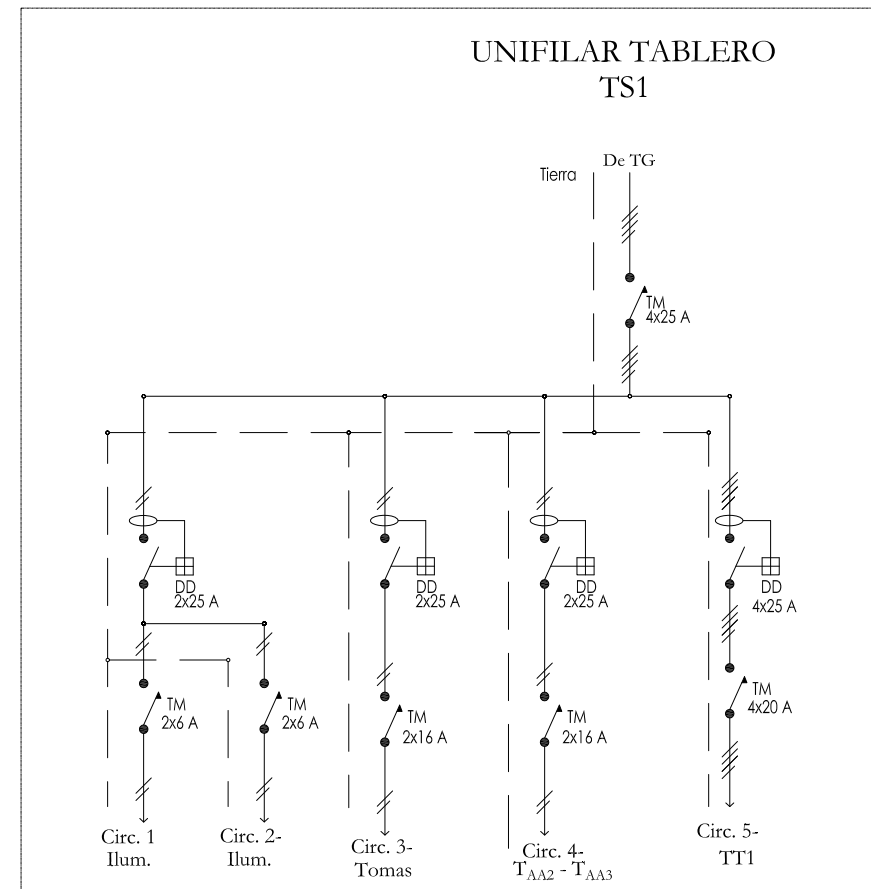 UNIFILAR TABLERO
TS1
De TG
Tierra
TM
4x25 A
DD
2x25 A
DD
2x25 A
DD
2x25 A
DD
4x25 A
TM
2x6 A
TM
2x6 A
TM
2x16 A
TM
2x16 A
TM
4x20 A
Circ. 1
Ilum.
Circ. 2-
Ilum.
Circ. 3-
Tomas
Circ. 4-
TAA2 - TAA3
Circ. 5-
TT1